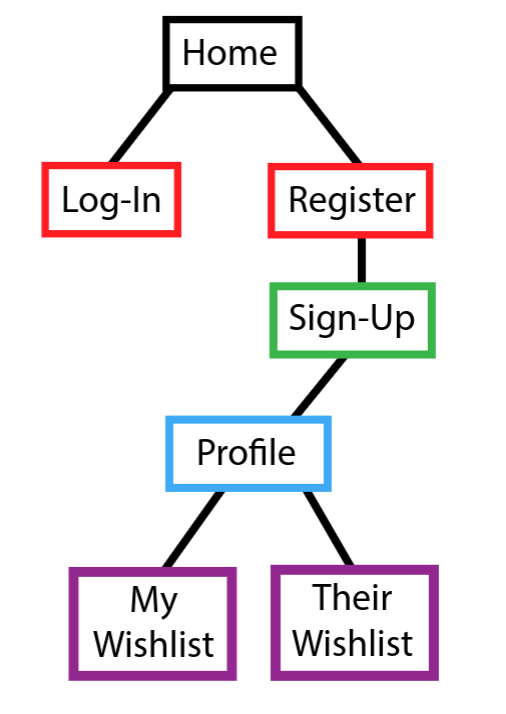 Home
Log-In
Register
Sign-Up
Profile
My
Wishlist
Their
Wishlist